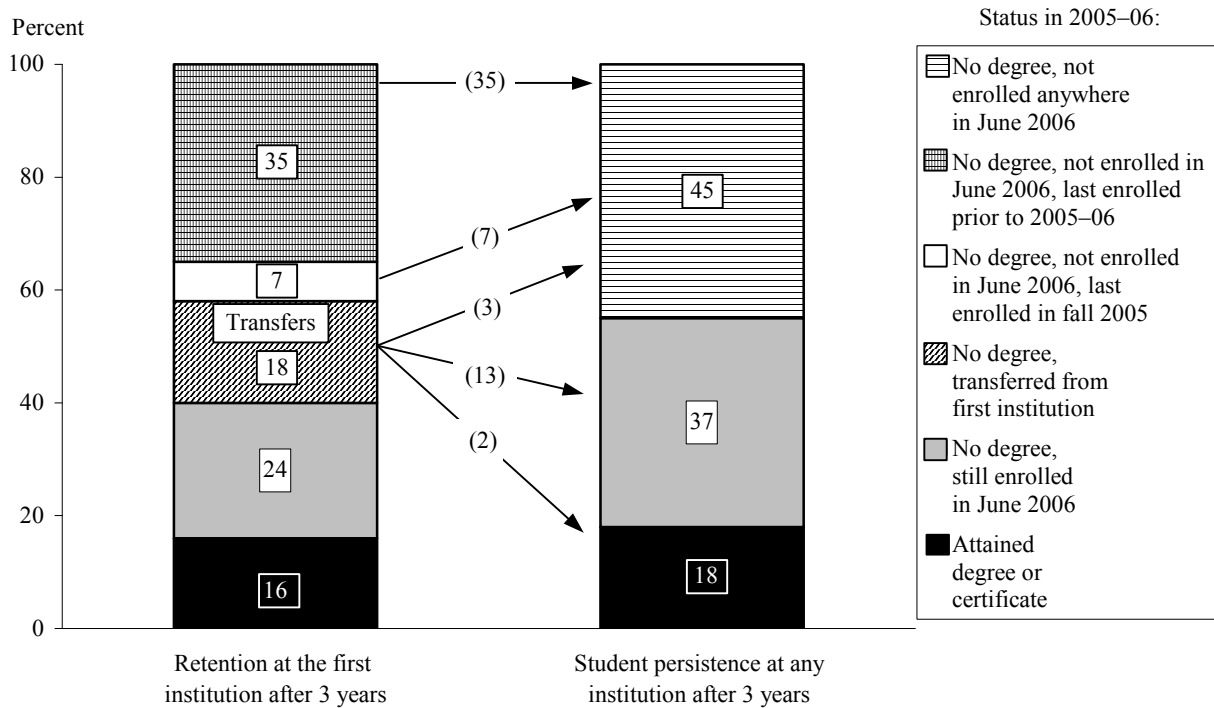 Percent
100
80
60
40
20
0
35
7
Transfers
18
24
16
(35)
(7)
(3)
(13)
(2)
45
37
18
Retention at the first
institution after 3 years
Student persistence at any
institution after 3 years
Status in 2005–06:
No degree, not
enrolled anywhere
in June 2006
No degree, not enrolled in
June 2006, last enrolled
prior to 2005–06
No degree, not enrolled
in June 2006, last
enrolled in fall 2005
No degree,
transferred from
first institution
No degree,
still enrolled
in June 2006
Attained
degree or
certificate